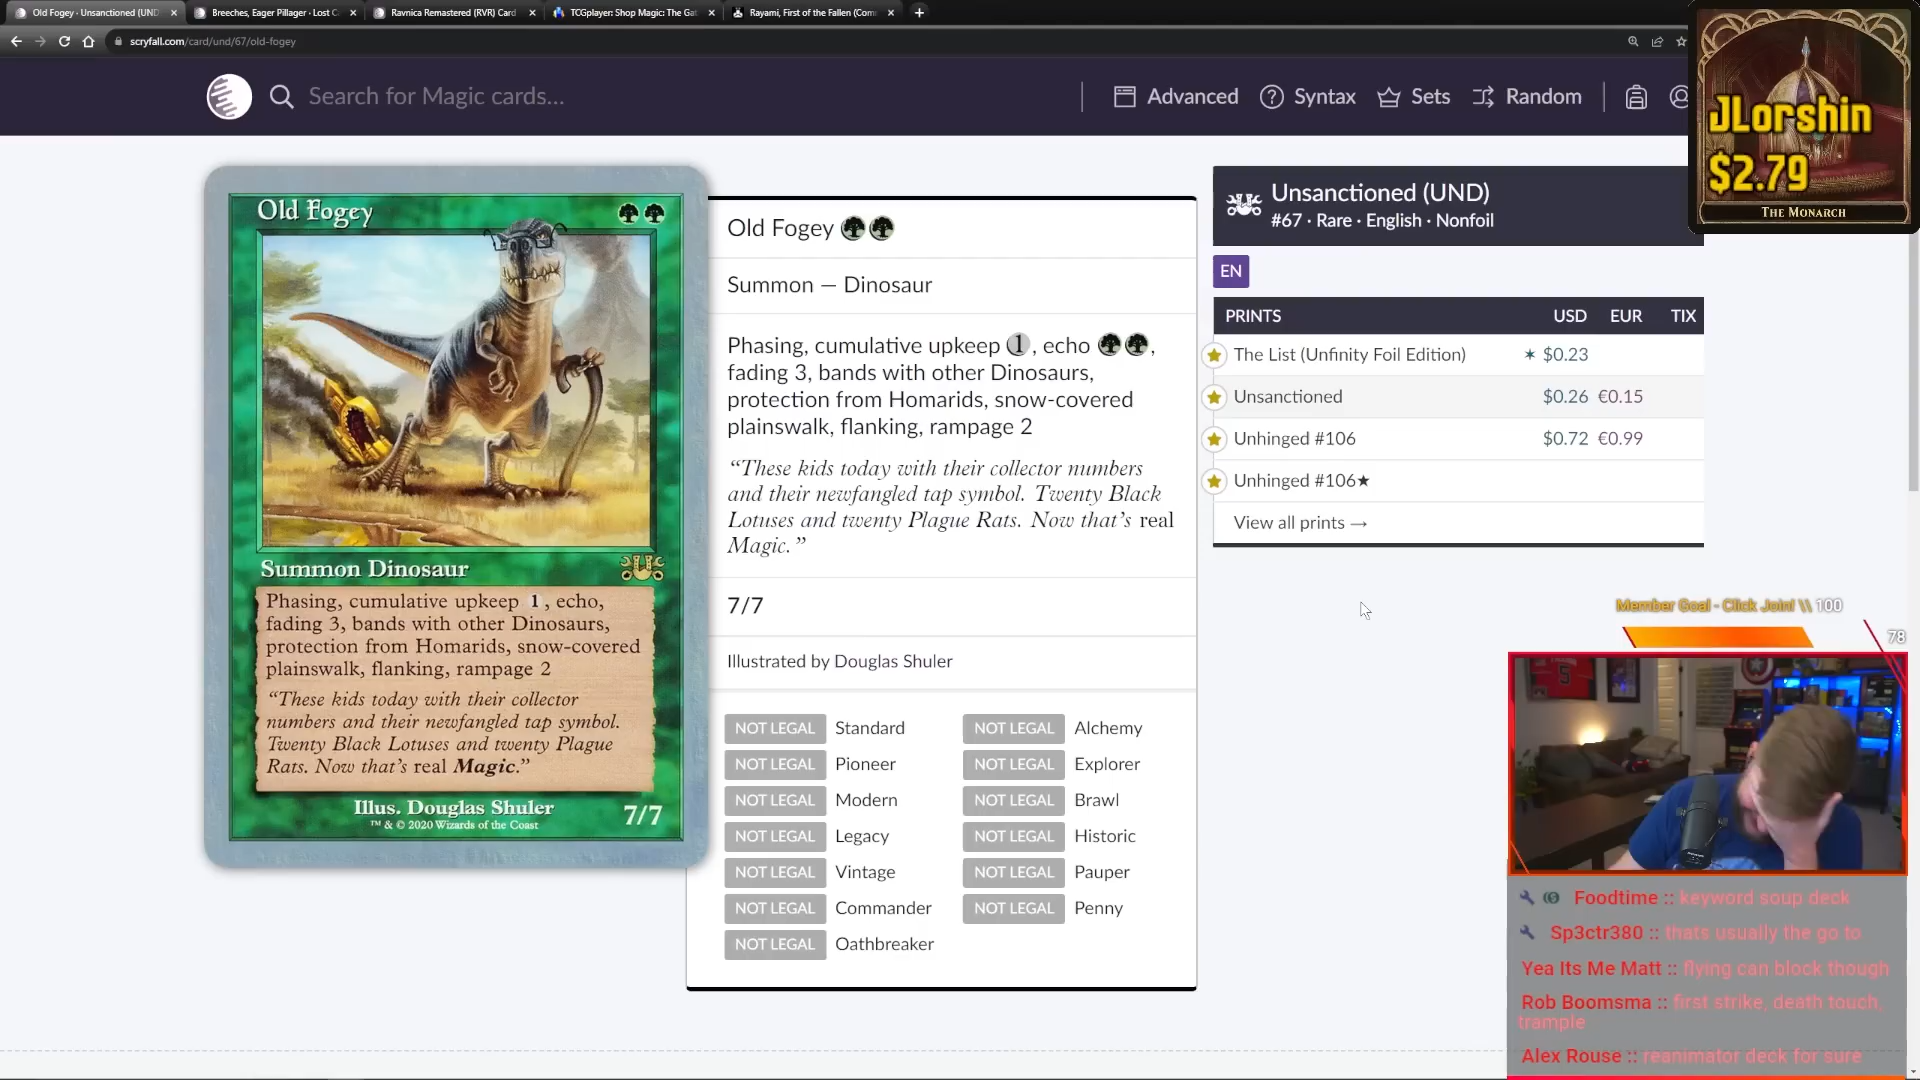 Old Fogey · Unsanctioned (UND
Breeches, Eager Pillager · Lost C
Ravnica Remastered (RVR) Card
TCGplayer: Shop Magic: The Gat
Rayami, First of the Fallen (Com
scryfall.com/card/und/67/old-fogey
Search for Magic cards...
Advanced
Syntax
Sets
Random
JLorshin
$2.79
THE MONARCH
Old Fogey
Summon Dinosaur
Phasing, cumulative upkeep 1, echo,
fading 3, bands with other Dinosaurs,
protection from Homarids, snow-covered
plainswalk, flanking, rampage 2
“These kids today with their collector
numbers and their newfangled tap symbol.
Twenty Black Lotuses and twenty Plague
Rats. Now that’s real Magic.”
Illus. Douglas Shuler
™ & © 2020 Wizards of the Coast
7/7
Old Fogey
Summon — Dinosaur
Phasing, cumulative upkeep 1, echo ,
fading 3, bands with other Dinosaurs,
protection from Homarids, snow-covered
plainswalk, flanking, rampage 2
“These kids today with their collector numbers
and their newfangled tap symbol. Twenty Black
Lotuses and twenty Plague Rats. Now that’s real
Magic.”
7/7
Illustrated by Douglas Shuler
NOT LEGAL Standard NOT LEGAL Alchemy
NOT LEGAL Pioneer NOT LEGAL Explorer
NOT LEGAL Modern NOT LEGAL Brawl
NOT LEGAL Legacy NOT LEGAL Historic
NOT LEGAL Vintage NOT LEGAL Pauper
NOT LEGAL Commander NOT LEGAL Penny
NOT LEGAL Oathbreaker
Unsanctioned (UND)
#67 · Rare · English · Nonfoil
EN
PRINTS USD EUR TIX
The List (Unfinity Foil Edition) ✶ $0.23
Unsanctioned $0.26 €0.15
Unhinged #106 $0.72 €0.99
Unhinged #106★
View all prints →
Member Goal - Click Join! \\ 100
78
Foodtime :: keyword soup deck
Sp3ctr380 :: thats usually the go to
Yea Its Me Matt :: flying can block though
Rob Boomsma :: first strike, death touch,
trample
Alex Rouse :: reanimator deck for sure